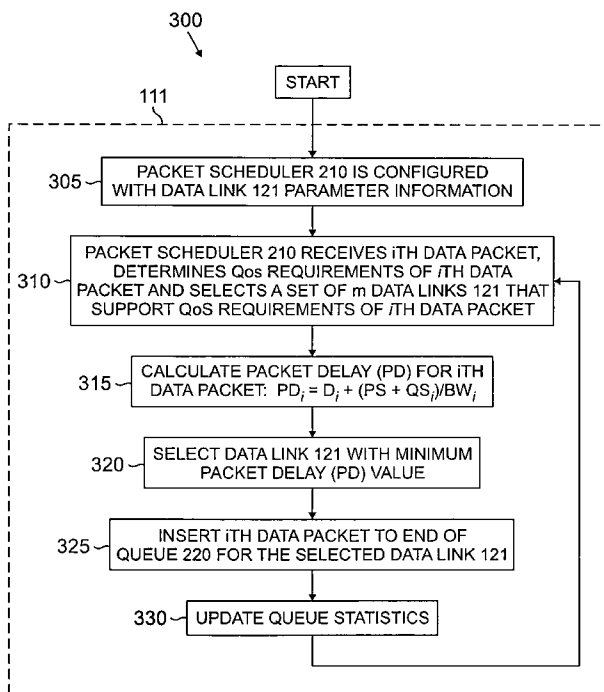 300
START
111
305
PACKET SCHEDULER 210 IS CONFIGURED
WITH DATA LINK 121 PARAMETER INFORMATION
310
PACKET SCHEDULER 210 RECEIVES iTH DATA PACKET,
DETERMINES Qos REQUIREMENTS OF iTH DATA
PACKET AND SELECTS A SET OF m DATA LINKS 121 THAT
SUPPORT QoS REQUIREMENTS OF iTH DATA PACKET
315
CALCULATE PACKET DELAY (PD) FOR iTH
DATA PACKET: PDi = Di + (PS + QSi)/BWi
320
SELECT DATA LINK 121 WITH MINIMUM
PACKET DELAY (PD) VALUE
325
INSERT iTH DATA PACKET TO END OF
QUEUE 220 FOR THE SELECTED DATA LINK 121
330
UPDATE QUEUE STATISTICS